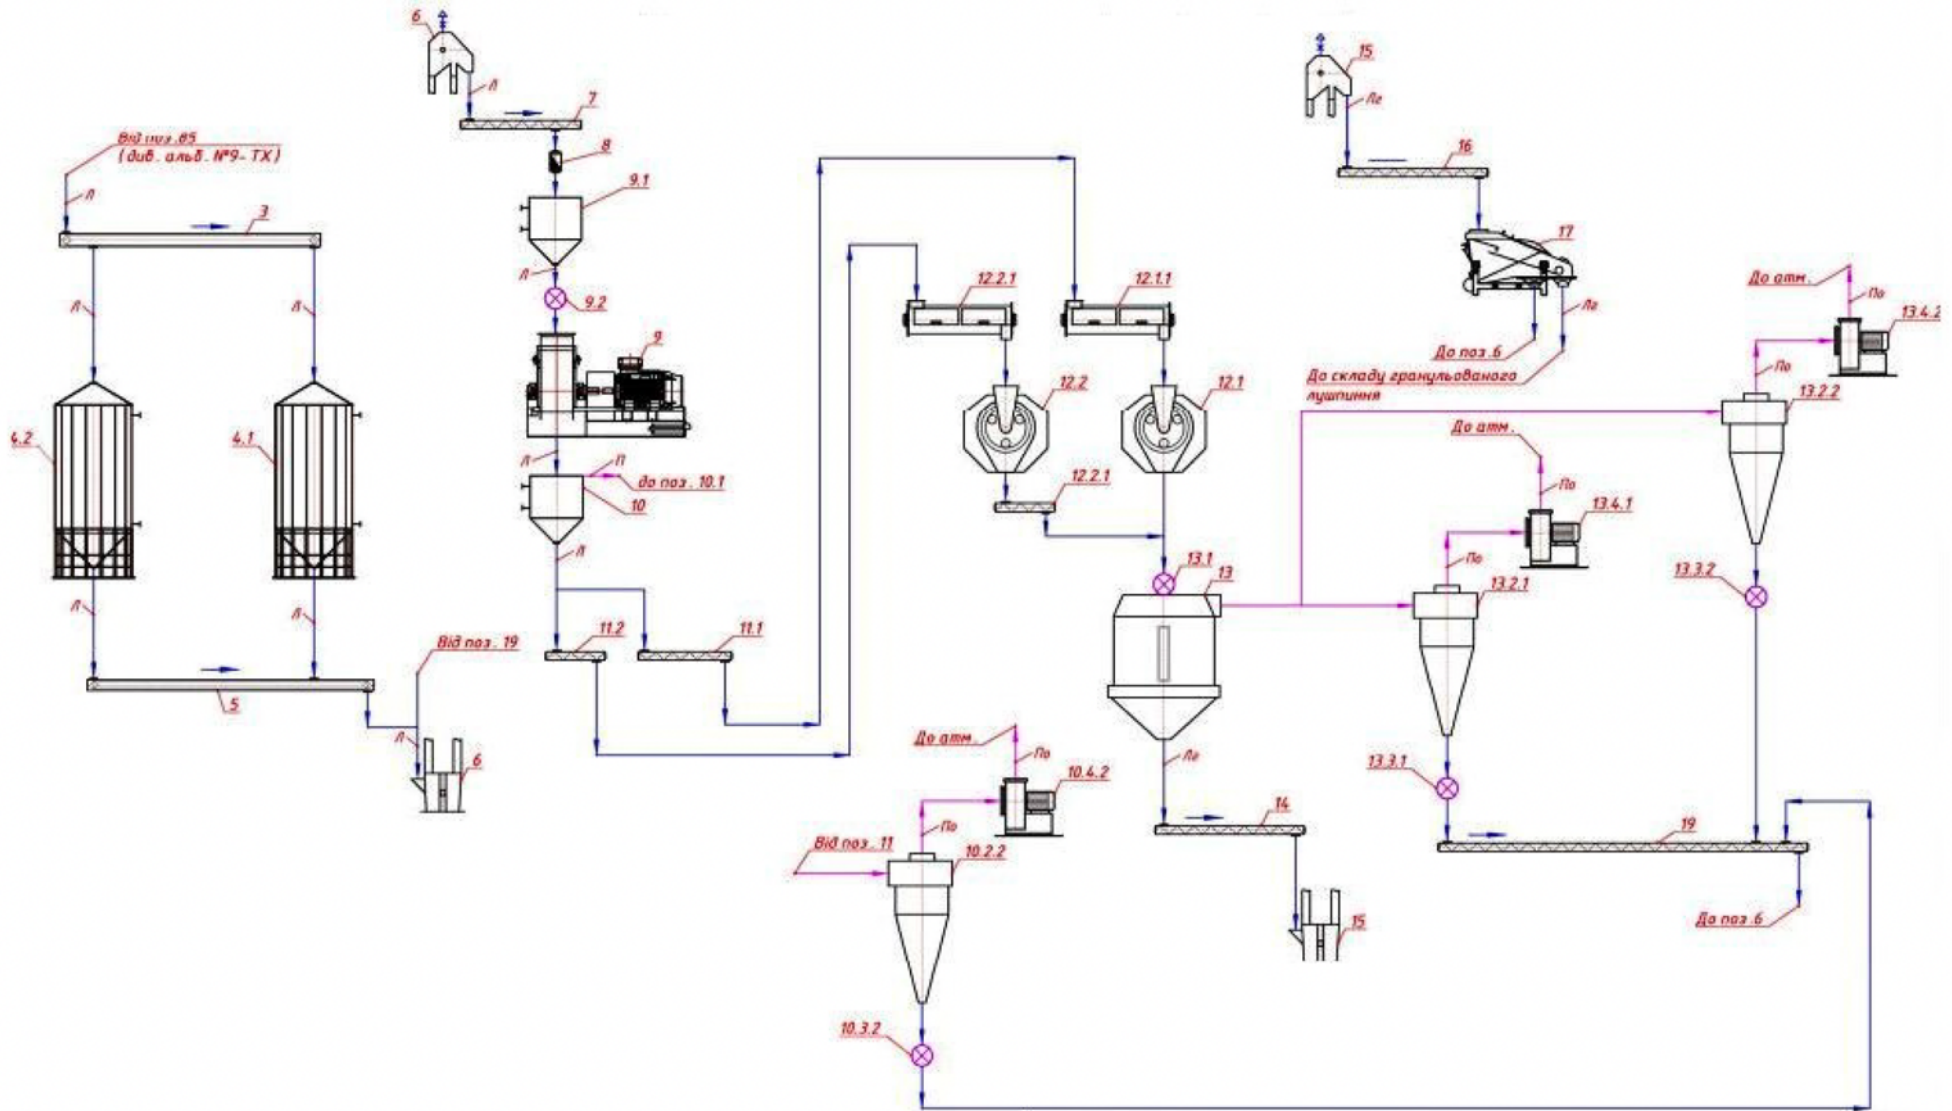 6
15
Л
Лг
7
Від поз.85
(див. альб. №9-ТХ)
8
16
9.1
Л
3
17
Л
9.2
До атм.
12.2.1
12.1.1
По
Л
Л
Лг
13.4.2
9
До поз.6
По
До складу гранульованого
лушпиння
12.2
12.1
13.2.2
4.2
4.1
До атм.
Л
П
до поз. 10.1
12.2.1
По
10
13.4.1
Л
13.1
13
По
13.3.2
13.2.1
Л
Л
11.2
11.1
Від поз. 19
5
Л
До атм.
По
Лг
6
10.4.2
13.3.1
14
19
По
Від поз. 11
10.2.2
15
До поз.6
10.3.2